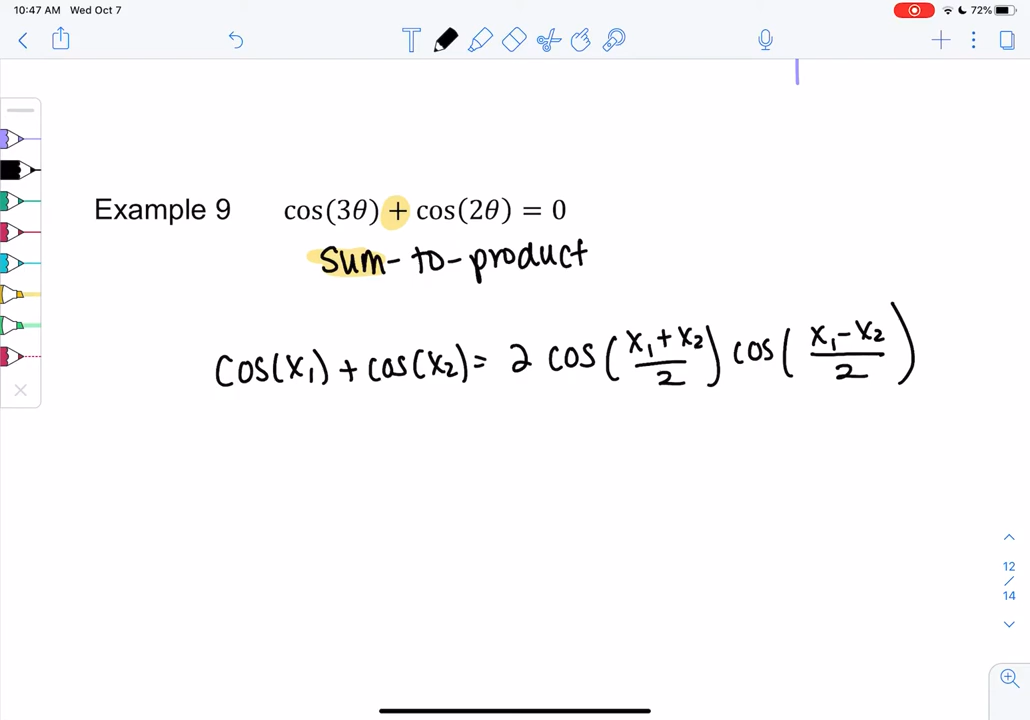 10:47 AM Wed Oct 7
72%
Example 9 cos(3θ) + cos(2θ) = 0
Sum-to-product
cos(x₁) + cos(x₂) = 2 cos((x₁+x₂)/2) cos((x₁-x₂)/2)
12
/
14